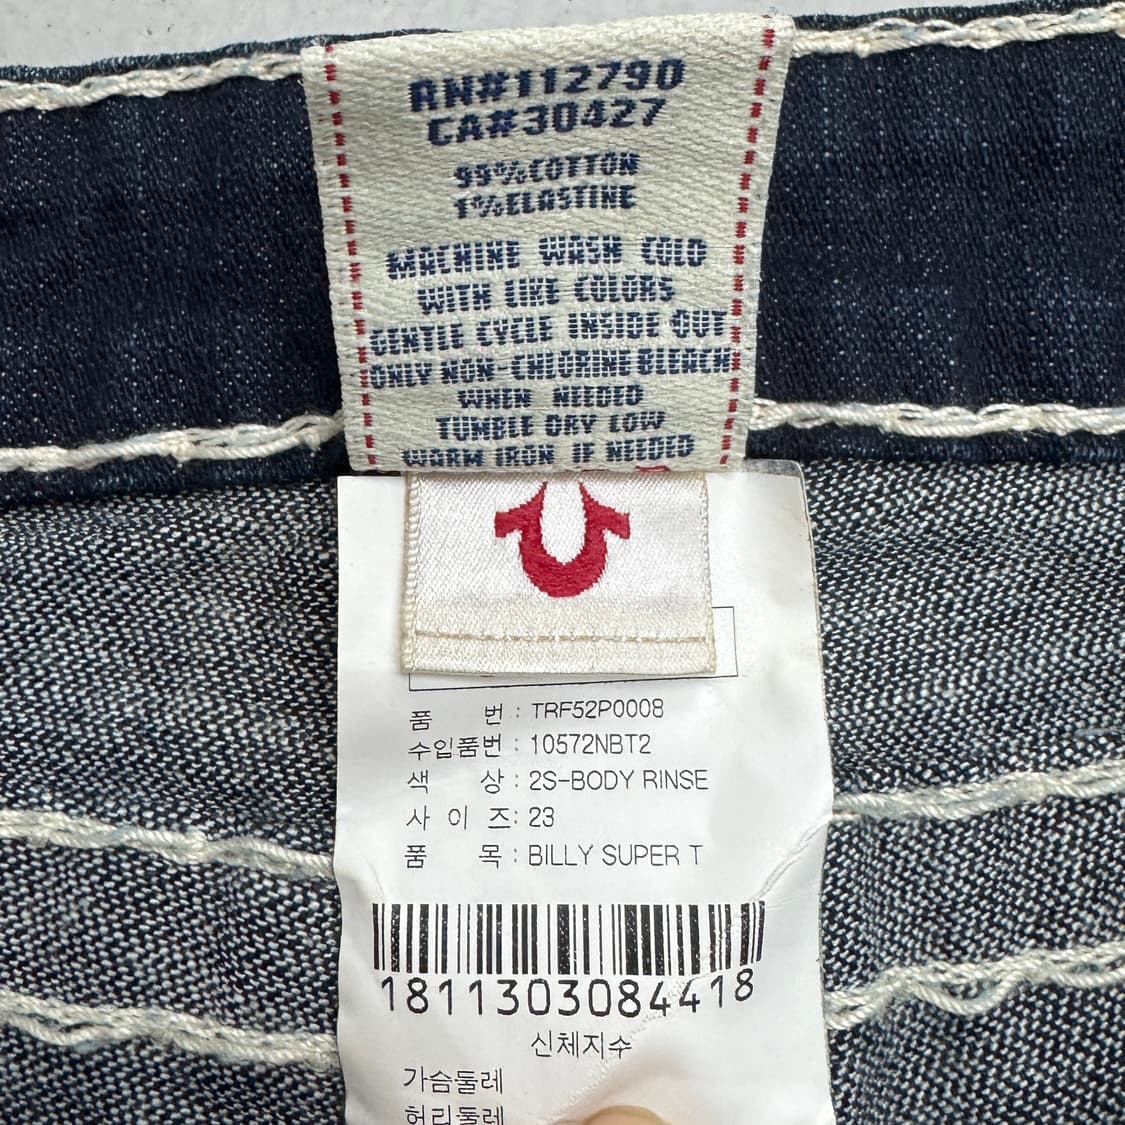 RN#112790
CA#30427
99%COTTON
1%ELASTINE
MACHINE WASH COLD
WITH LIKE COLORS
GENTLE CYCLE INSIDE OUT
ONLY NON-CHLORINE BLEACH
WHEN NEEDED
TUMBLE DRY LOW
WARM IRON IF NEEDED
품 번 : TRF52P0008
수입품번 : 10572NBT2
색 상 : 2S-BODY RINSE
사 이 즈: 23
품 목 : BILLY SUPER T
1811303084418
신체지수
가슴둘레
허리둘레